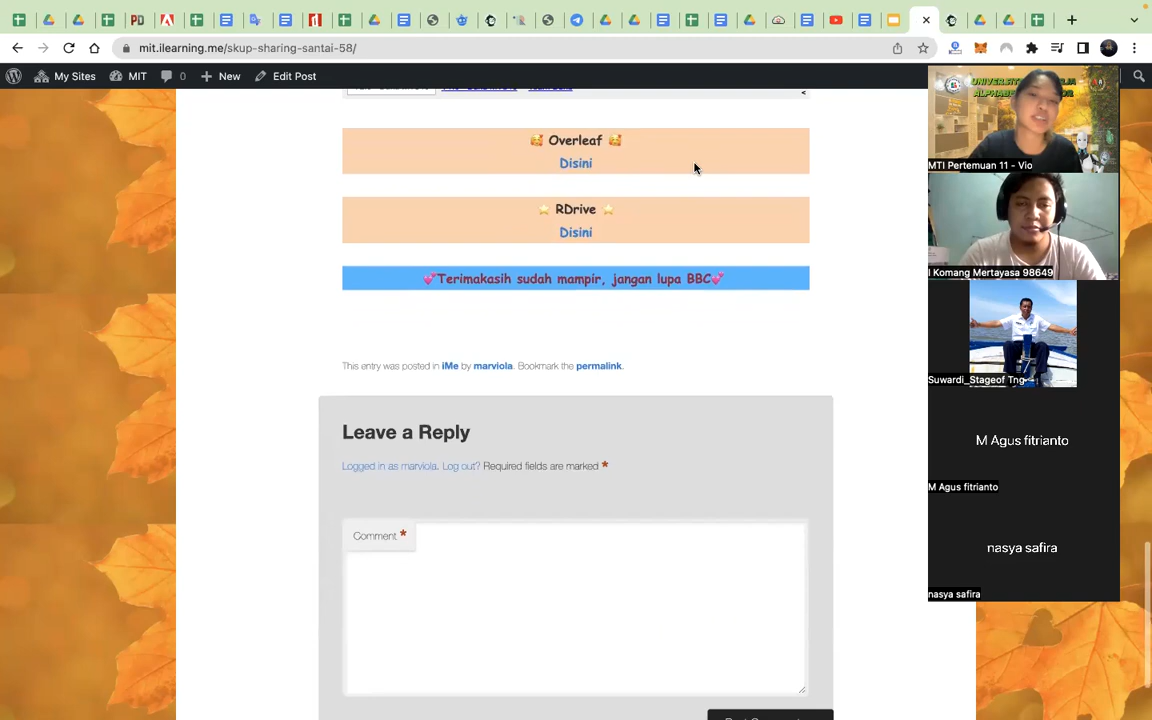 mit.ilearning.me/skup-sharing-santai-58/
My Sites
MIT
0
New
Edit Post
🥰 Overleaf 🥰
Disini
⭐ RDrive ⭐
Disini
💕Terimakasih sudah mampir, jangan lupa BBC💕
This entry was posted in iMe by marviola. Bookmark the permalink.
Leave a Reply
Logged in as marviola. Log out? Required fields are marked *
Comment *
MTI Pertemuan 11 - Vio
I Komang Mertayasa 98649
Suwardi_Stageof Tng
M Agus fitrianto
M Agus fitrianto
nasya safira
nasya safira